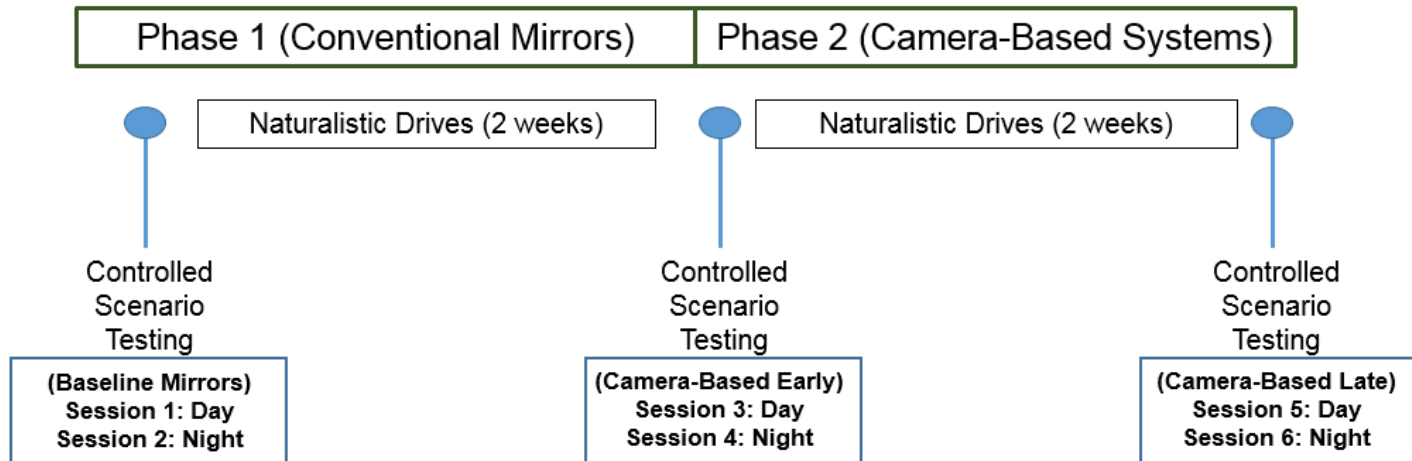 Phase 1 (Conventional Mirrors)
Phase 2 (Camera-Based Systems)
Naturalistic Drives (2 weeks)
Naturalistic Drives (2 weeks)
Controlled
Scenario
Testing
(Baseline Mirrors)
Session 1: Day
Session 2: Night
Controlled
Scenario
Testing
(Camera-Based Early)
Session 3: Day
Session 4: Night
Controlled
Scenario
Testing
(Camera-Based Late)
Session 5: Day
Session 6: Night